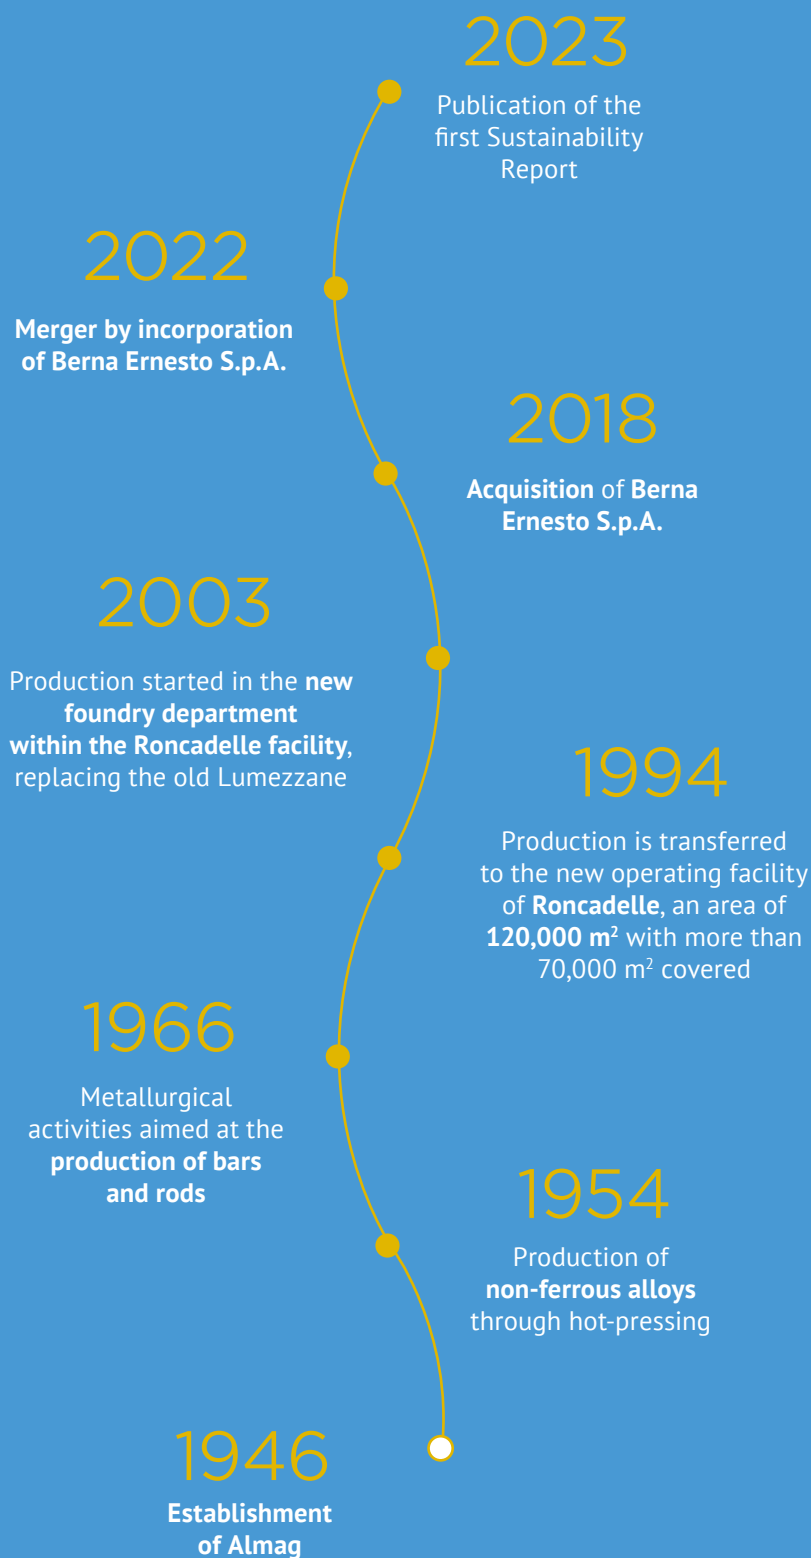 2023
Publication of the
first Sustainability
Report
2022
Merger by incorporation
of Berna Ernesto S.p.A.
2018
Acquisition of Berna
Ernesto S.p.A.
2003
Production started in the new
foundry department
within the Roncadelle facility,
replacing the old Lumezzane
1994
Production is transferred
to the new operating facility
of Roncadelle, an area of
120,000 m² with more than
70,000 m² covered
1966
Metallurgical
activities aimed at the
production of bars
and rods
1954
Production of
non-ferrous alloys
through hot-pressing
1946
Establishment
of Almag